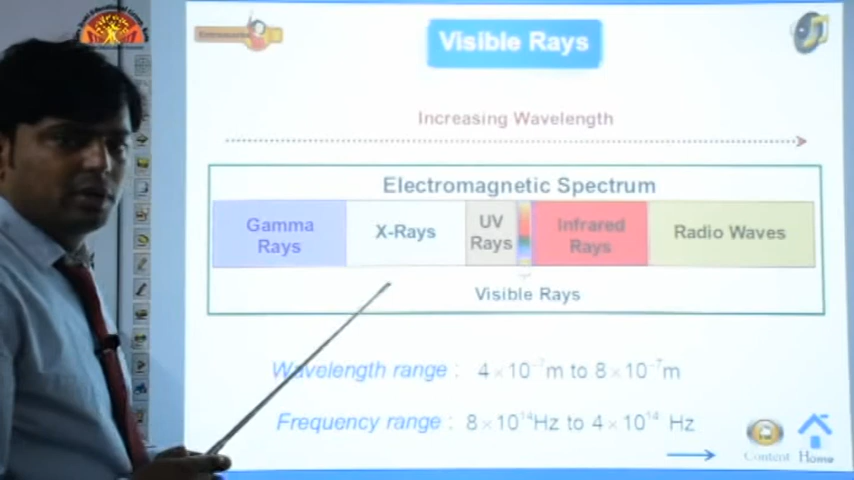 Visible Rays
Increasing Wavelength
Electromagnetic Spectrum
Gamma
Rays
X-Rays
UV
Rays
Infrared
Rays
Radio Waves
Visible Rays
Wavelength range : 4 × 10⁻⁷m to 8 × 10⁻⁷m
Frequency range : 8 × 10¹⁴Hz to 4 × 10¹⁴ Hz
Content
Home